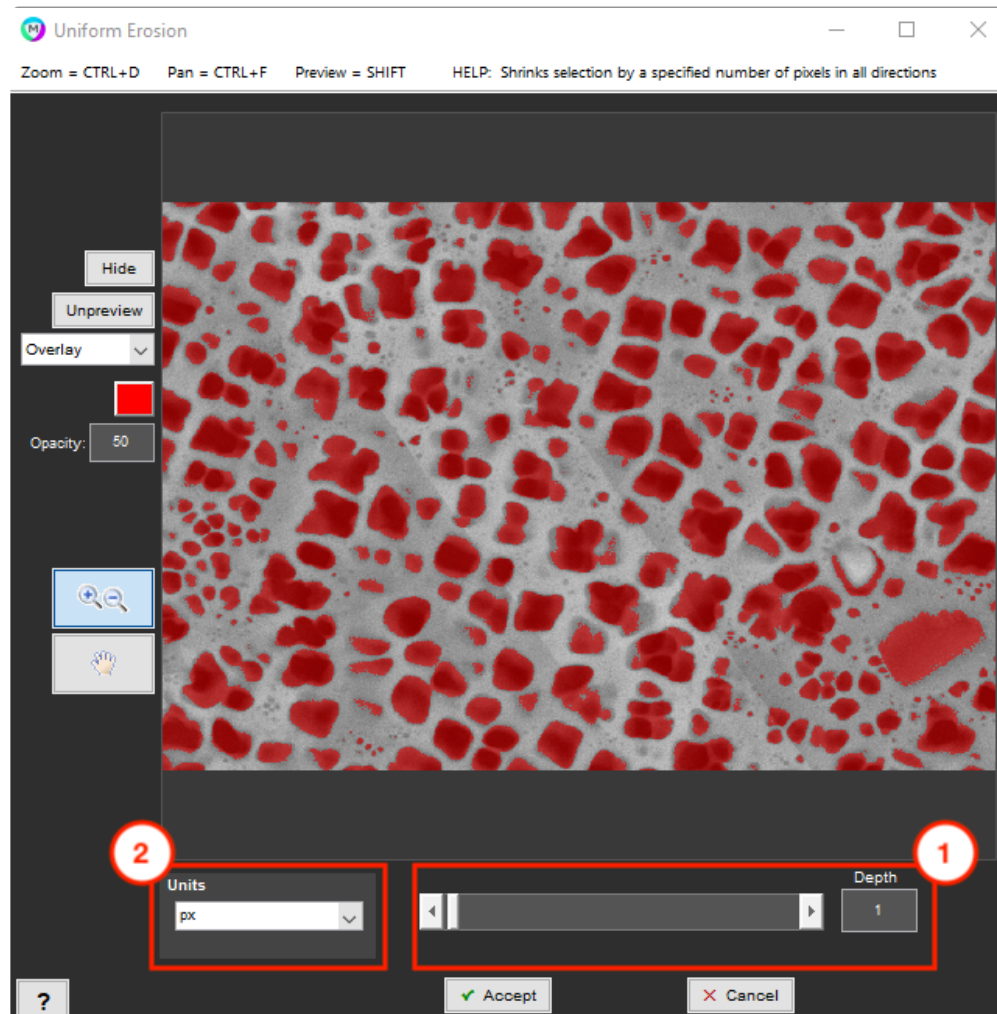 M Uniform Erosion
Zoom = CTRL+D Pan = CTRL+F Preview = SHIFT HELP: Shrinks selection by a specified number of pixels in all directions
Hide
Unpreview
Overlay
Opacity: 50
2
1
Units
Depth
px
1
Accept
Cancel
?